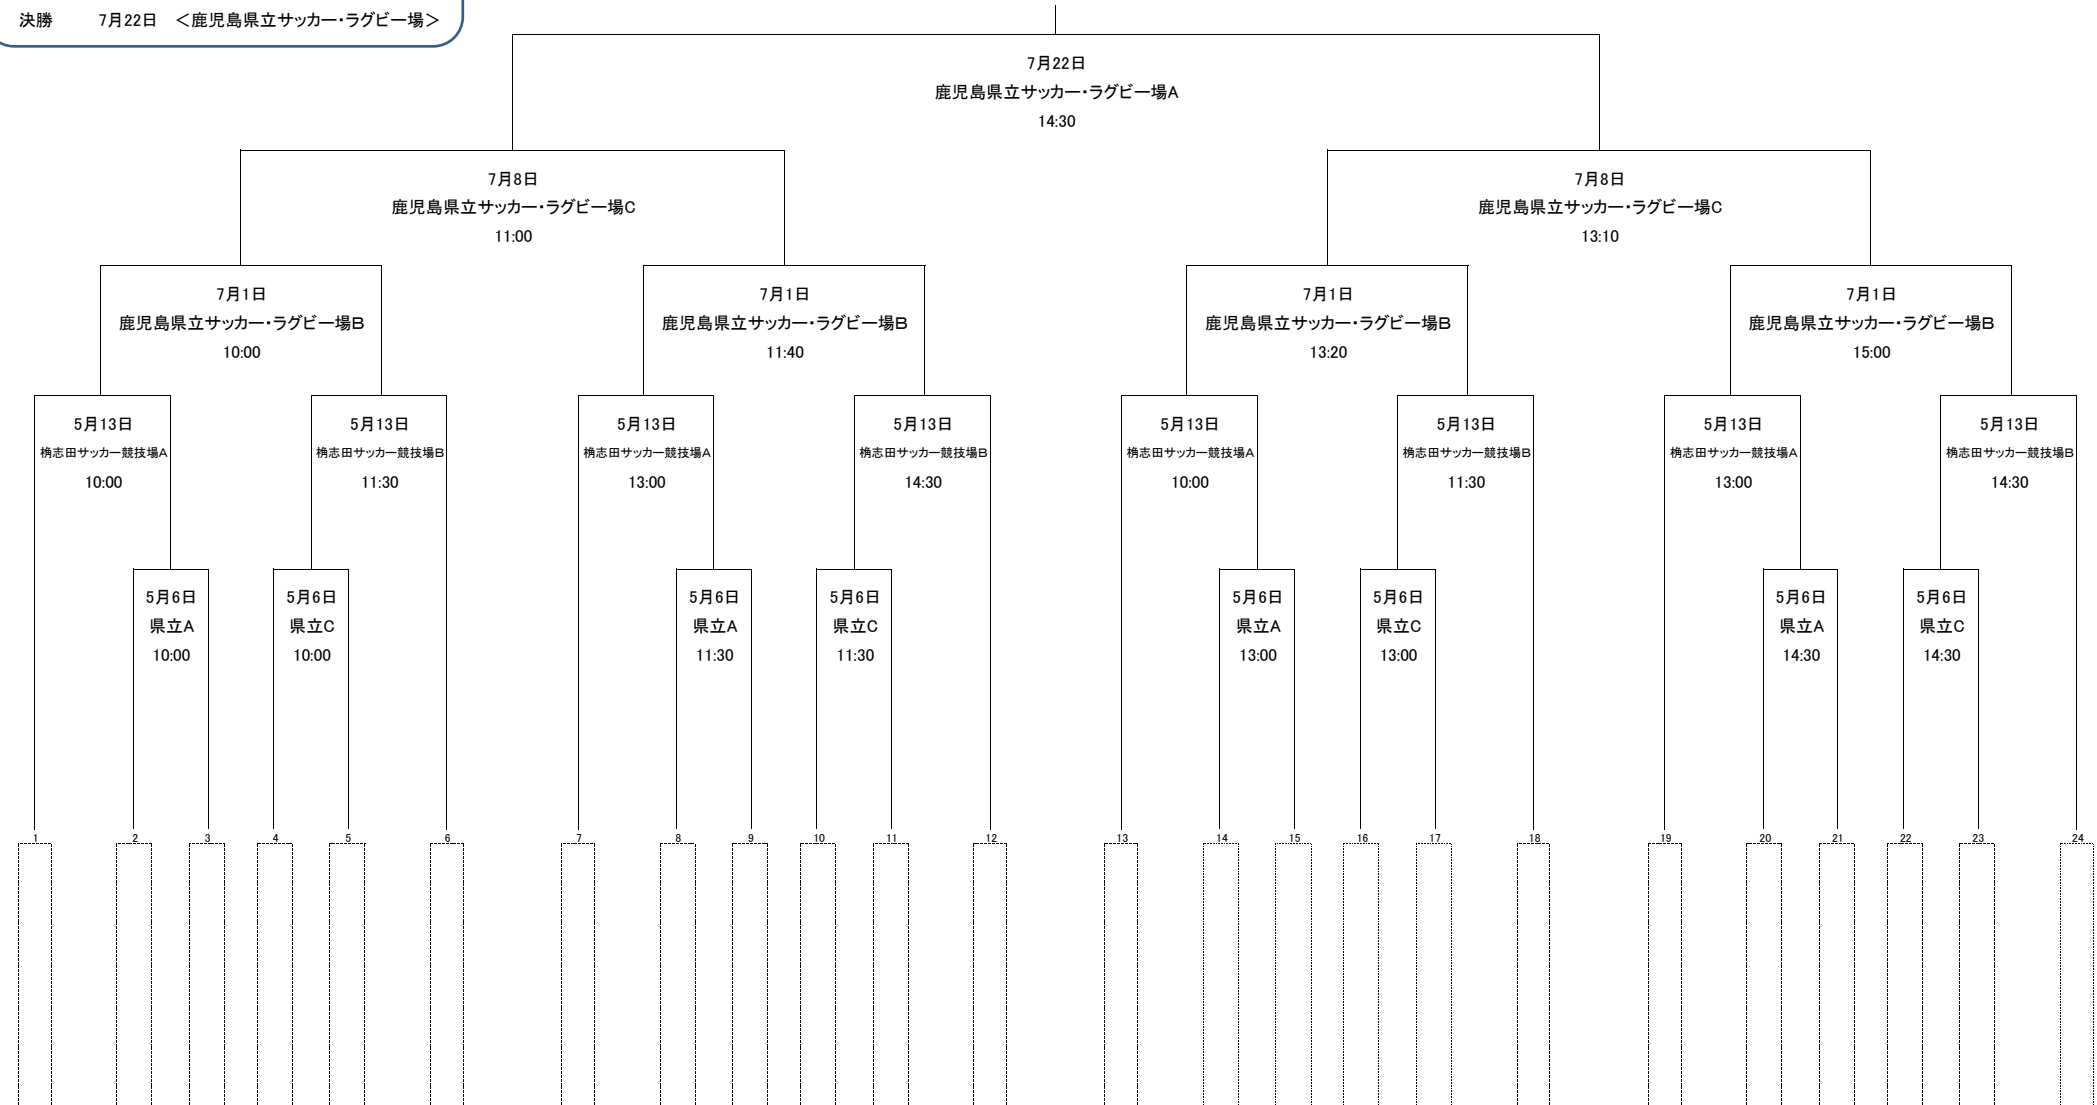 決勝　7月22日　＜鹿児島県立サッカー・ラグビー場＞
7月22日
鹿児島県立サッカー・ラグビー場A
14:30
7月8日
鹿児島県立サッカー・ラグビー場C
11:00
7月8日
鹿児島県立サッカー・ラグビー場C
13:10
7月1日
鹿児島県立サッカー・ラグビー場B
10:00
7月1日
鹿児島県立サッカー・ラグビー場B
11:40
7月1日
鹿児島県立サッカー・ラグビー場B
13:20
7月1日
鹿児島県立サッカー・ラグビー場B
15:00
5月13日
桷志田サッカー競技場A
10:00
5月13日
桷志田サッカー競技場B
11:30
5月13日
桷志田サッカー競技場A
13:00
5月13日
桷志田サッカー競技場B
14:30
5月13日
桷志田サッカー競技場A
10:00
5月13日
桷志田サッカー競技場B
11:30
5月13日
桷志田サッカー競技場A
13:00
5月13日
桷志田サッカー競技場B
14:30
5月6日
県立A
10:00
5月6日
県立C
10:00
5月6日
県立A
11:30
5月6日
県立C
11:30
5月6日
県立A
13:00
5月6日
県立C
13:00
5月6日
県立A
14:30
5月6日
県立C
14:30
1 2 3 4 5 6 7 8 9 10 11 12 13 14 15 16 17 18 19 20 21 22 23 24